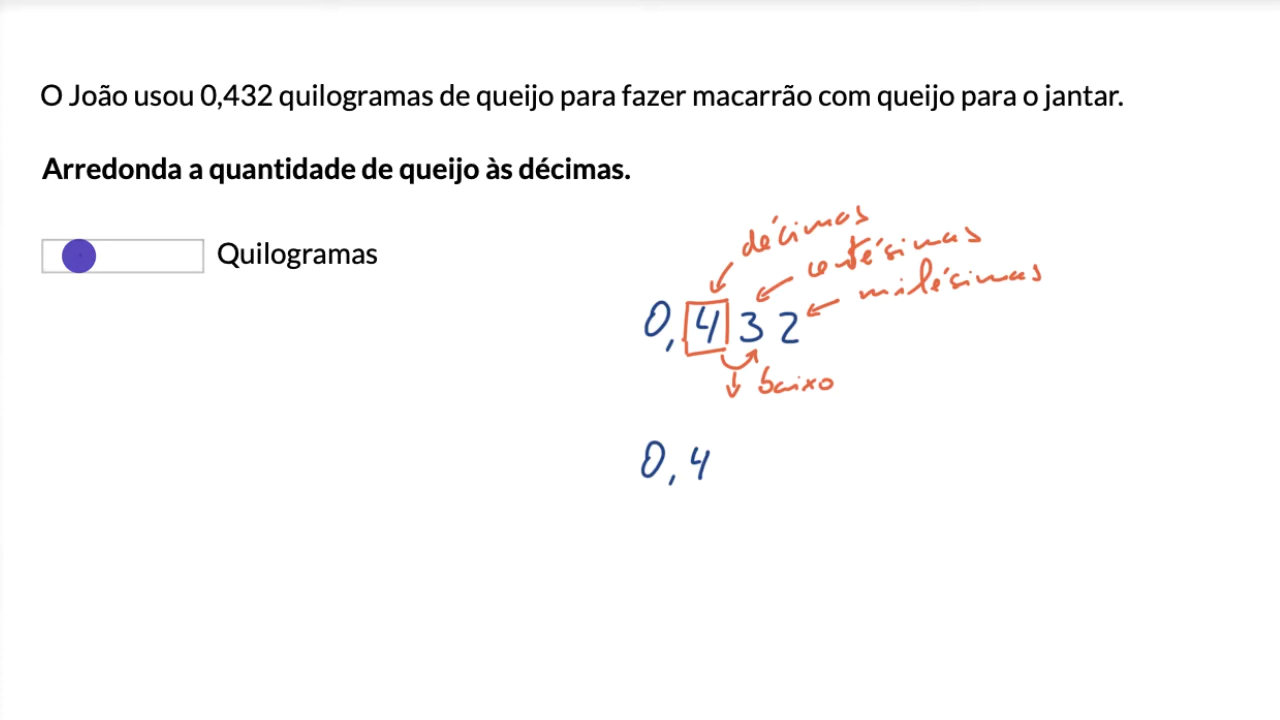 O João usou 0,432 quilogramas de queijo para fazer macarrão com queijo para o jantar.
Arredonda a quantidade de queijo às décimas.
Quilogramas
décimas
centésimas
milésimas
0,432
baixo
0,4